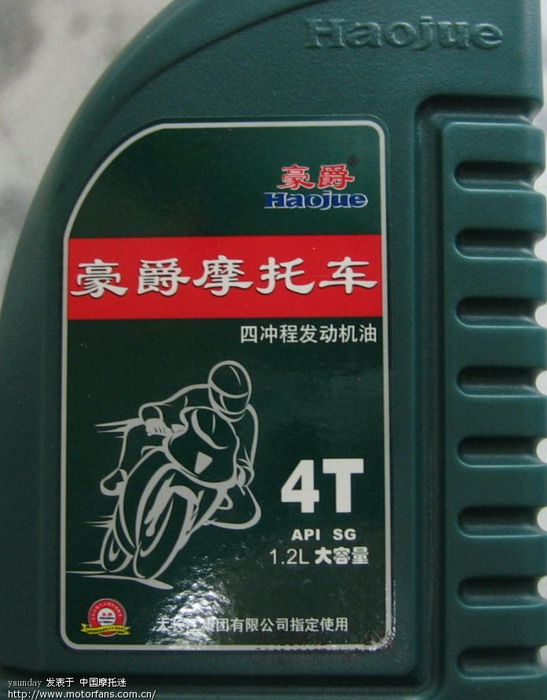 Haojue
豪爵®
Haojue
豪爵摩托车
四冲程发动机油
4T
API SG
1.2L 大容量
集团有限公司指定使用
ysunday 发表于 中国摩托迷
http://www.motorfans.com.cn/